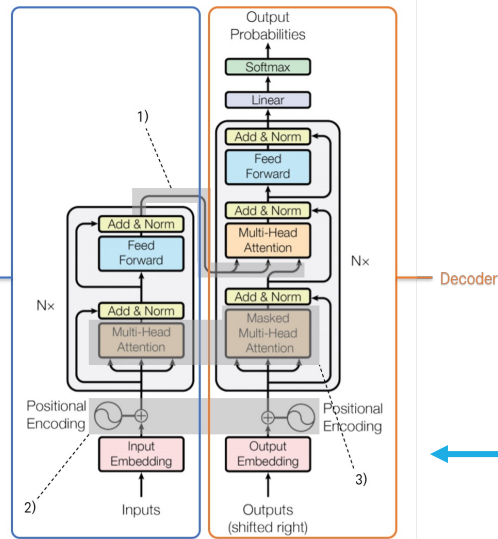 Output
Probabilities
Softmax
Linear
Add & Norm
Feed
Forward
Add & Norm
Multi-Head
Attention
Add & Norm
Masked
Multi-Head
Attention
Nx
Decoder
1)
Add & Norm
Feed
Forward
Add & Norm
Multi-Head
Attention
Nx
Positional
Encoding
Positional
Encoding
2)
3)
Input
Embedding
Output
Embedding
Inputs
Outputs
(shifted right)